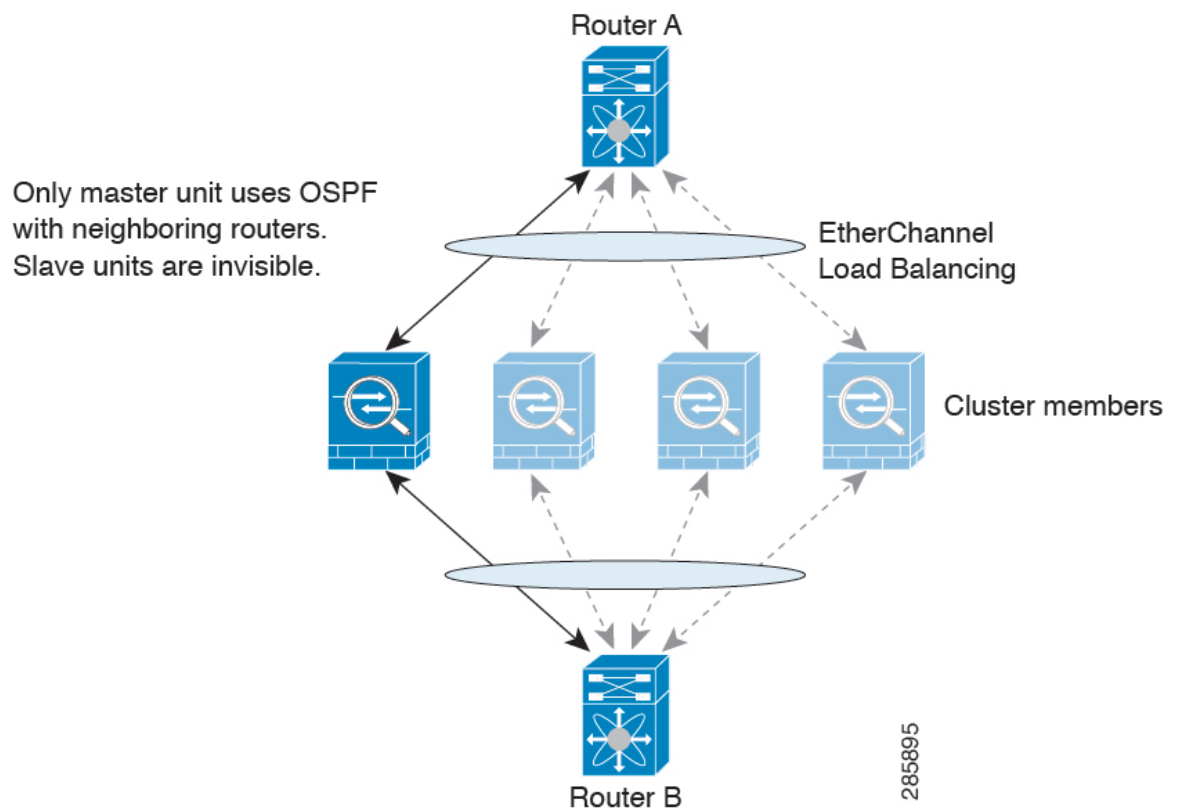 Router A
Only master unit uses OSPF
with neighboring routers.
Slave units are invisible.
EtherChannel
Load Balancing
Cluster members
Router B
285895